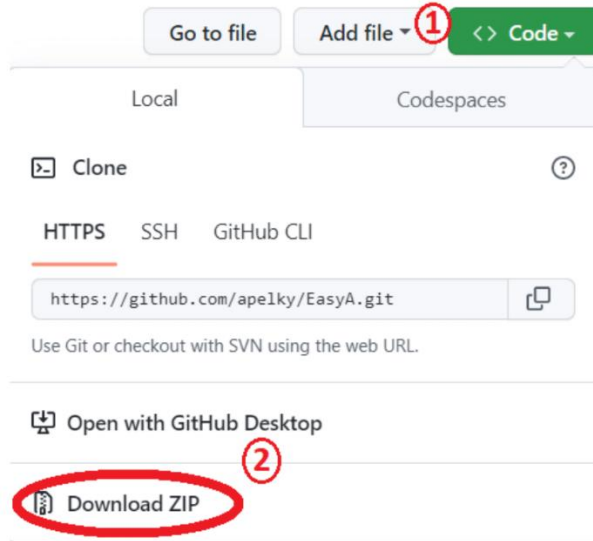 Go to file
Add file
1
<> Code
Local
Codespaces
Clone
?
HTTPS
SSH
GitHub CLI
https://github.com/apelky/EasyA.git
Use Git or checkout with SVN using the web URL.
Open with GitHub Desktop
2
Download ZIP